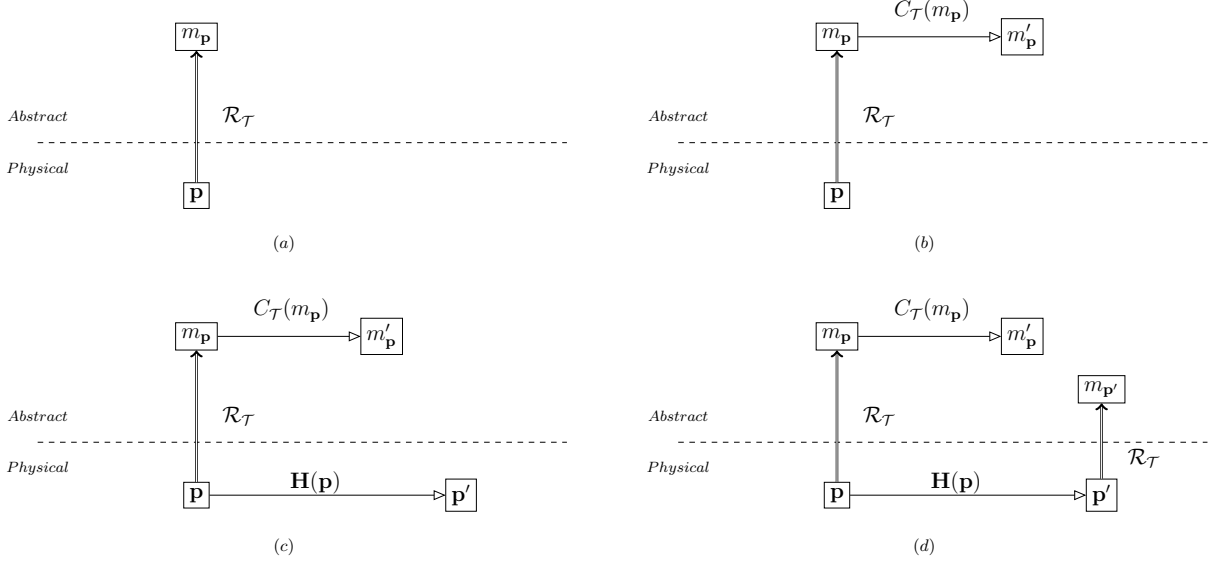 C_𝒯(m_𝐩)
m_𝐩
m_𝐩
m′_𝐩
Abstract
ℛ_𝒯
Abstract
ℛ_𝒯
Physical
Physical
𝐩
𝐩
(a)
(b)
C_𝒯(m_𝐩)
C_𝒯(m_𝐩)
m_𝐩
m′_𝐩
m_𝐩
m′_𝐩
m_𝐩′
Abstract
ℛ_𝒯
Abstract
ℛ_𝒯
Physical
Physical
ℛ_𝒯
𝐇(𝐩)
𝐇(𝐩)
𝐩
𝐩′
𝐩
𝐩′
(c)
(d)